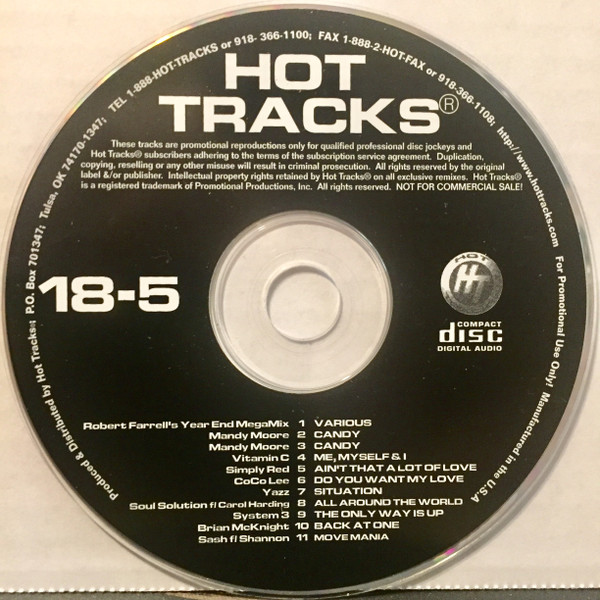 HOT
TRACKS®
These tracks are promotional reproductions only for qualified professional disc jockeys and
Hot Tracks® subscribers adhering to the terms of the subscription service agreement. Duplication,
copying, reselling or any other misuse will result in criminal prosecution. All rights reserved by the original
label &/or publisher. Intellectual property rights retained by Hot Tracks® on all exclusive remixes. Hot Tracks®
is a registered trademark of Promotional Productions, Inc. All rights reserved. NOT FOR COMMERCIAL SALE!
Produced & Distributed by Hot Tracks; P.O. Box 701347; Tulsa, OK 74170-1347; TEL 1-888-HOT-TRACKS or 918- 366-1100; FAX 1-888-2-HOT-FAX or 918-366-1108; http://www.hottracks.com For Promotional Use Only! Manufactured in the U.S.A
18-5
HOT
HT
COMPACT
disc
DIGITAL AUDIO
Robert Farrell's Year End MegaMix 1 VARIOUS
Mandy Moore 2 CANDY
Mandy Moore 3 CANDY
Vitamin C 4 ME, MYSELF & I
Simply Red 5 AIN'T THAT A LOT OF LOVE
CoCo Lee 6 DO YOU WANT MY LOVE
Yazz 7 SITUATION
Soul Solution f/ Carol Harding 8 ALL AROUND THE WORLD
System 3 9 THE ONLY WAY IS UP
Brian McKnight 10 BACK AT ONE
Sash f/ Shannon 11 MOVE MANIA